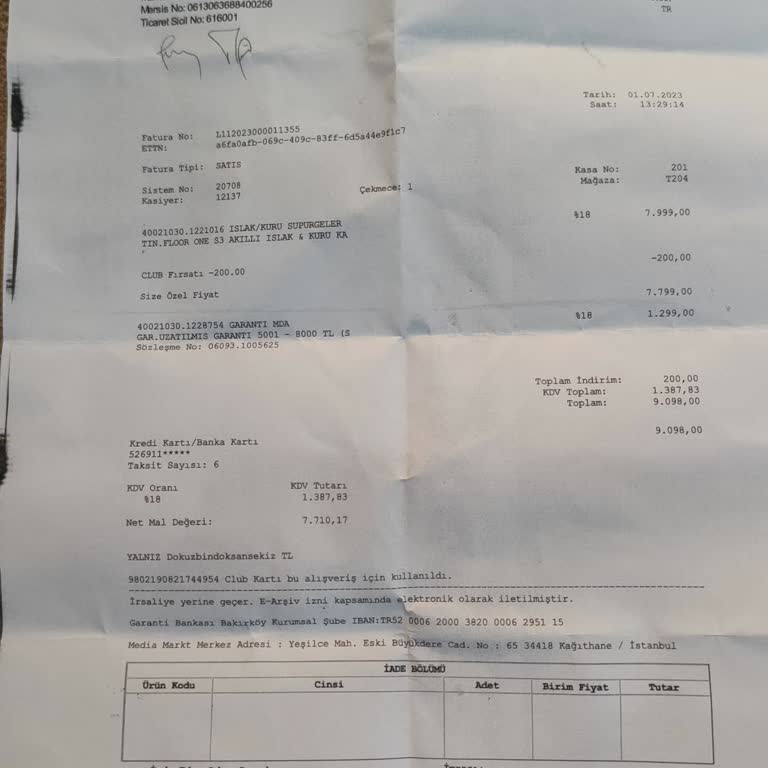 Mersis No: 0613063688400256
Ticaret Sicil No: 616001
TR
Tarih: 01.07.2023
Saat: 13:29:14
Fatura No: L112023000011355
ETTN: a6fa0afb-069c-409c-83ff-6d5a44e9f1c7
Fatura Tipi: SATIS
Kasa No: 201
Mağaza: T204
Sistem No: 20708
Kasiyer: 12137
Çekmece: 1
40021030.1221016 ISLAK/KURU SUPURGELER %18 7.999,00
TIN.FLOOR ONE S3 AKILLI ISLAK & KURU KA
CLUB Fırsatı -200.00 -200,00
Size Özel Fiyat 7.799,00
40021030.1228754 GARANTI MDA %18 1.299,00
GAR.UZATILMIS GARANTI 5001 - 8000 TL (S
Sözleşme No: 06093.1005625
Toplam İndirim: 200,00
KDV Toplam: 1.387,83
Toplam: 9.098,00
9.098,00
Kredi Kartı/Banka Kartı
526911*****
Taksit Sayısı: 6
KDV Oranı KDV Tutarı
%18 1.387,83
Net Mal Değeri: 7.710,17
YALNIZ Dokuzbindoksansekiz TL
9802190821744954 Club Kartı bu alışveriş için kullanıldı.
İrsaliye yerine geçer. E-Arşiv izni kapsamında elektronik olarak iletilmiştir.
Garanti Bankası Bakırköy Kurumsal Şube IBAN:TR52 0006 2000 3820 0006 2951 15
Media Markt Merkez Adresi : Yeşilce Mah. Eski Büyükdere Cad. No : 65 34418 Kağıthane / İstanbul
İADE BÖLÜMÜ
Ürün Kodu Cinsi Adet Birim Fiyat Tutar